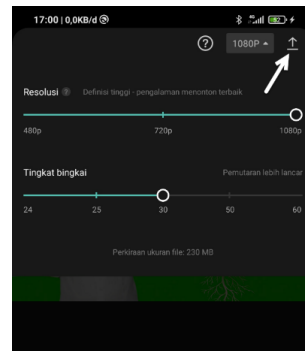 17:00 | 0,0KB/d
1080P
Resolusi Definisi tinggi - pengalaman menonton terbaik
480p 720p 1080p
Tingkat bingkai Pemutaran lebih lancar
24 25 30 50 60
Perkiraan ukuran file: 230 MB